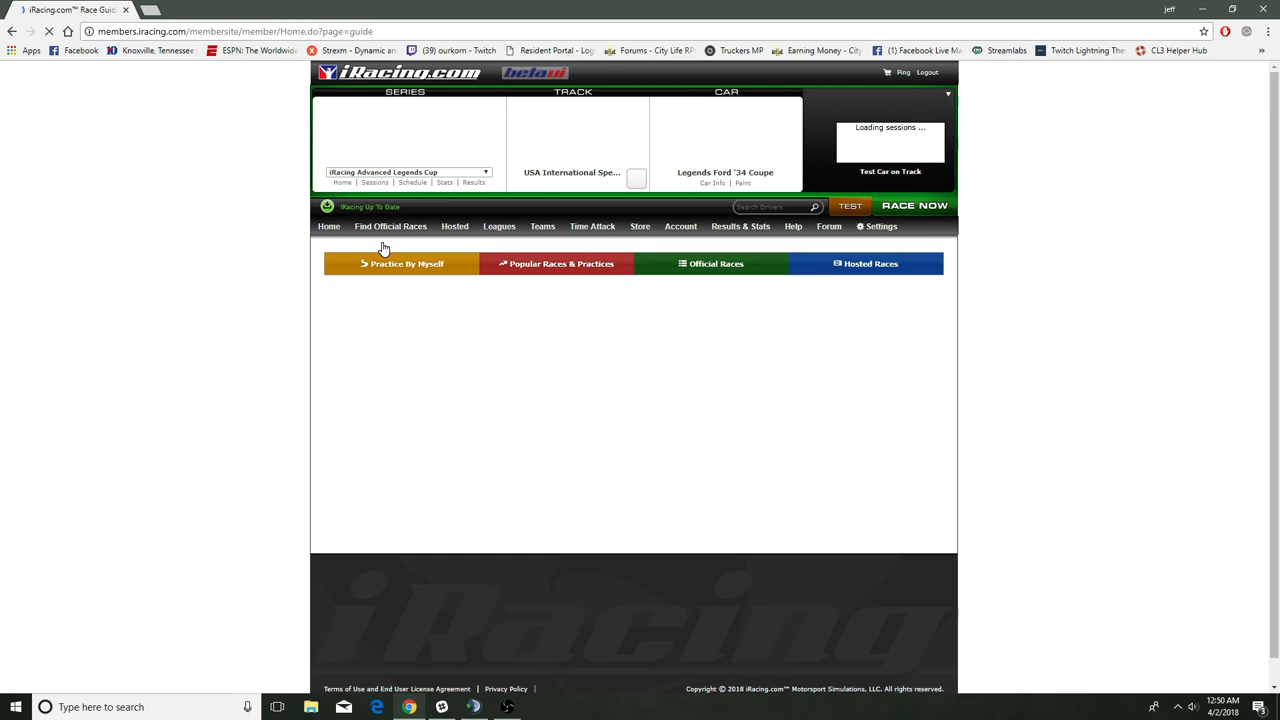 iRacing.com™ Race Guide
Jeff
members.iracing.com/membersite/member/Home.do?page=guide
Apps Facebook ESPN: The Worldwide Knoxville, Tennesse Strexm - Dynamic an (39) ourkorn - Twitch Resident Portal - Log Forums - City Life RP Truckers MP Earning Money - City (1) Facebook Live Ma Streamlabs Twitch Lightning The CL3 Helper Hub
iRacing.com betaui Ping Logout
SERIES TRACK CAR
Loading sessions ...
iRacing Advanced Legends Cup USA International Spe... Legends Ford '34 Coupe Test Car on Track
Home | Sessions | Schedule | Stats | Results Car Info | Paint
iRacing Up To Date Search Drivers TEST RACE NOW
Home Find Official Races Hosted Leagues Teams Time Attack Store Account Results & Stats Help Forum Settings
Practice By Myself Popular Races & Practices Official Races Hosted Races
iRacing
Terms of Use and End User License Agreement | Privacy Policy | Copyright © 2018 iRacing.com™ Motorsport Simulations, LLC. All rights reserved.
Type here to search
12:50 AM
4/2/2018